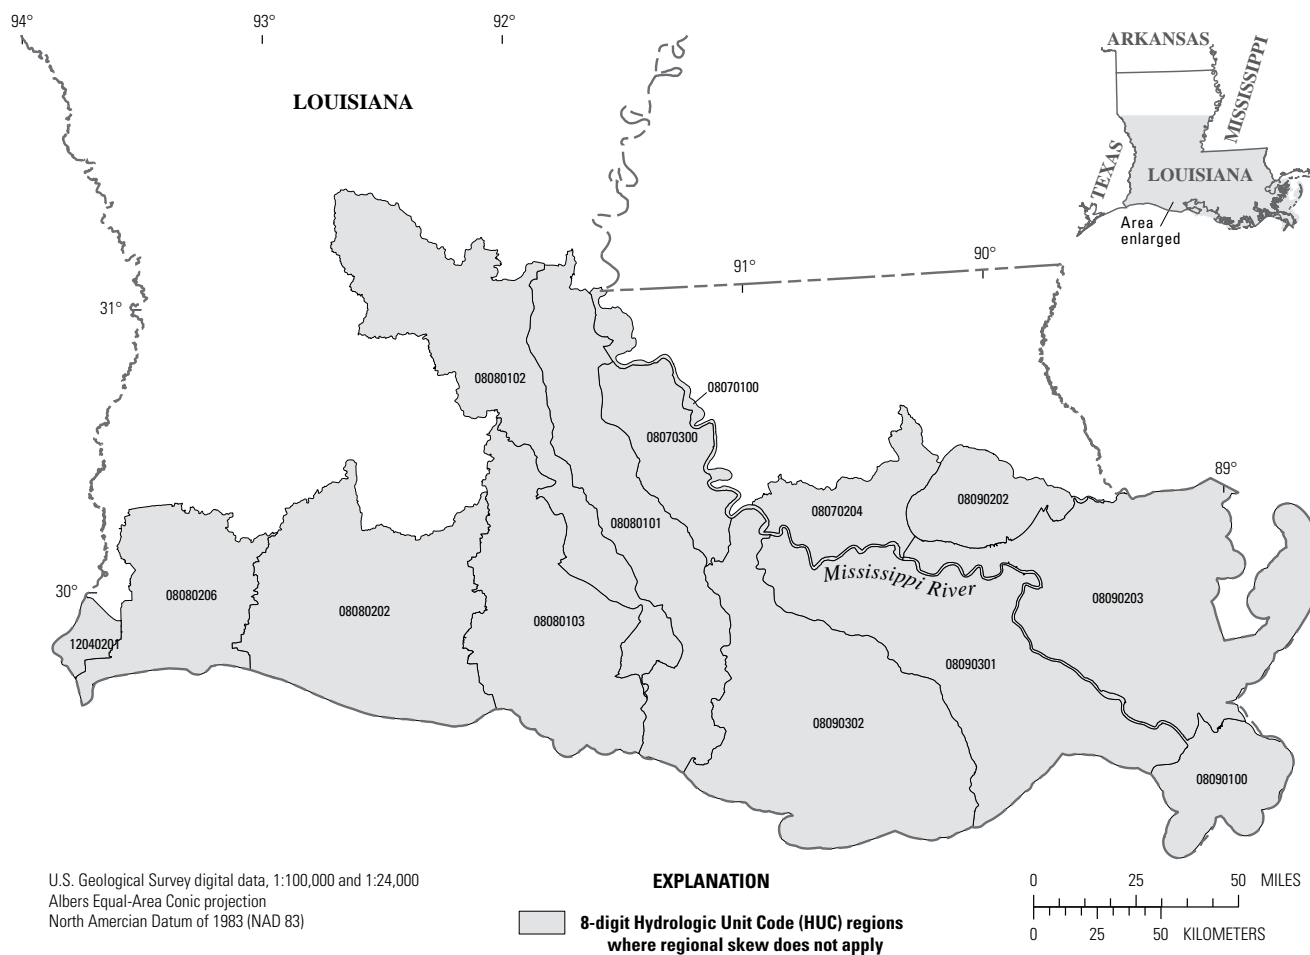 94°
93°
92°
ARKANSAS
MISSISSIPPI
LOUISIANA
TEXAS
LOUISIANA
Area
enlarged
91°
90°
31°
08080102
08070100
08070300
89°
08090202
08070204
08080101
Mississippi River
30°
08080206
08080202
08080103
08090203
12040201
08090301
08090302
08090100
U.S. Geological Survey digital data, 1:100,000 and 1:24,000
Albers Equal-Area Conic projection
North Amercian Datum of 1983 (NAD 83)
EXPLANATION
8-digit Hydrologic Unit Code (HUC) regions
where regional skew does not apply
0 25 50 MILES
0 25 50 KILOMETERS